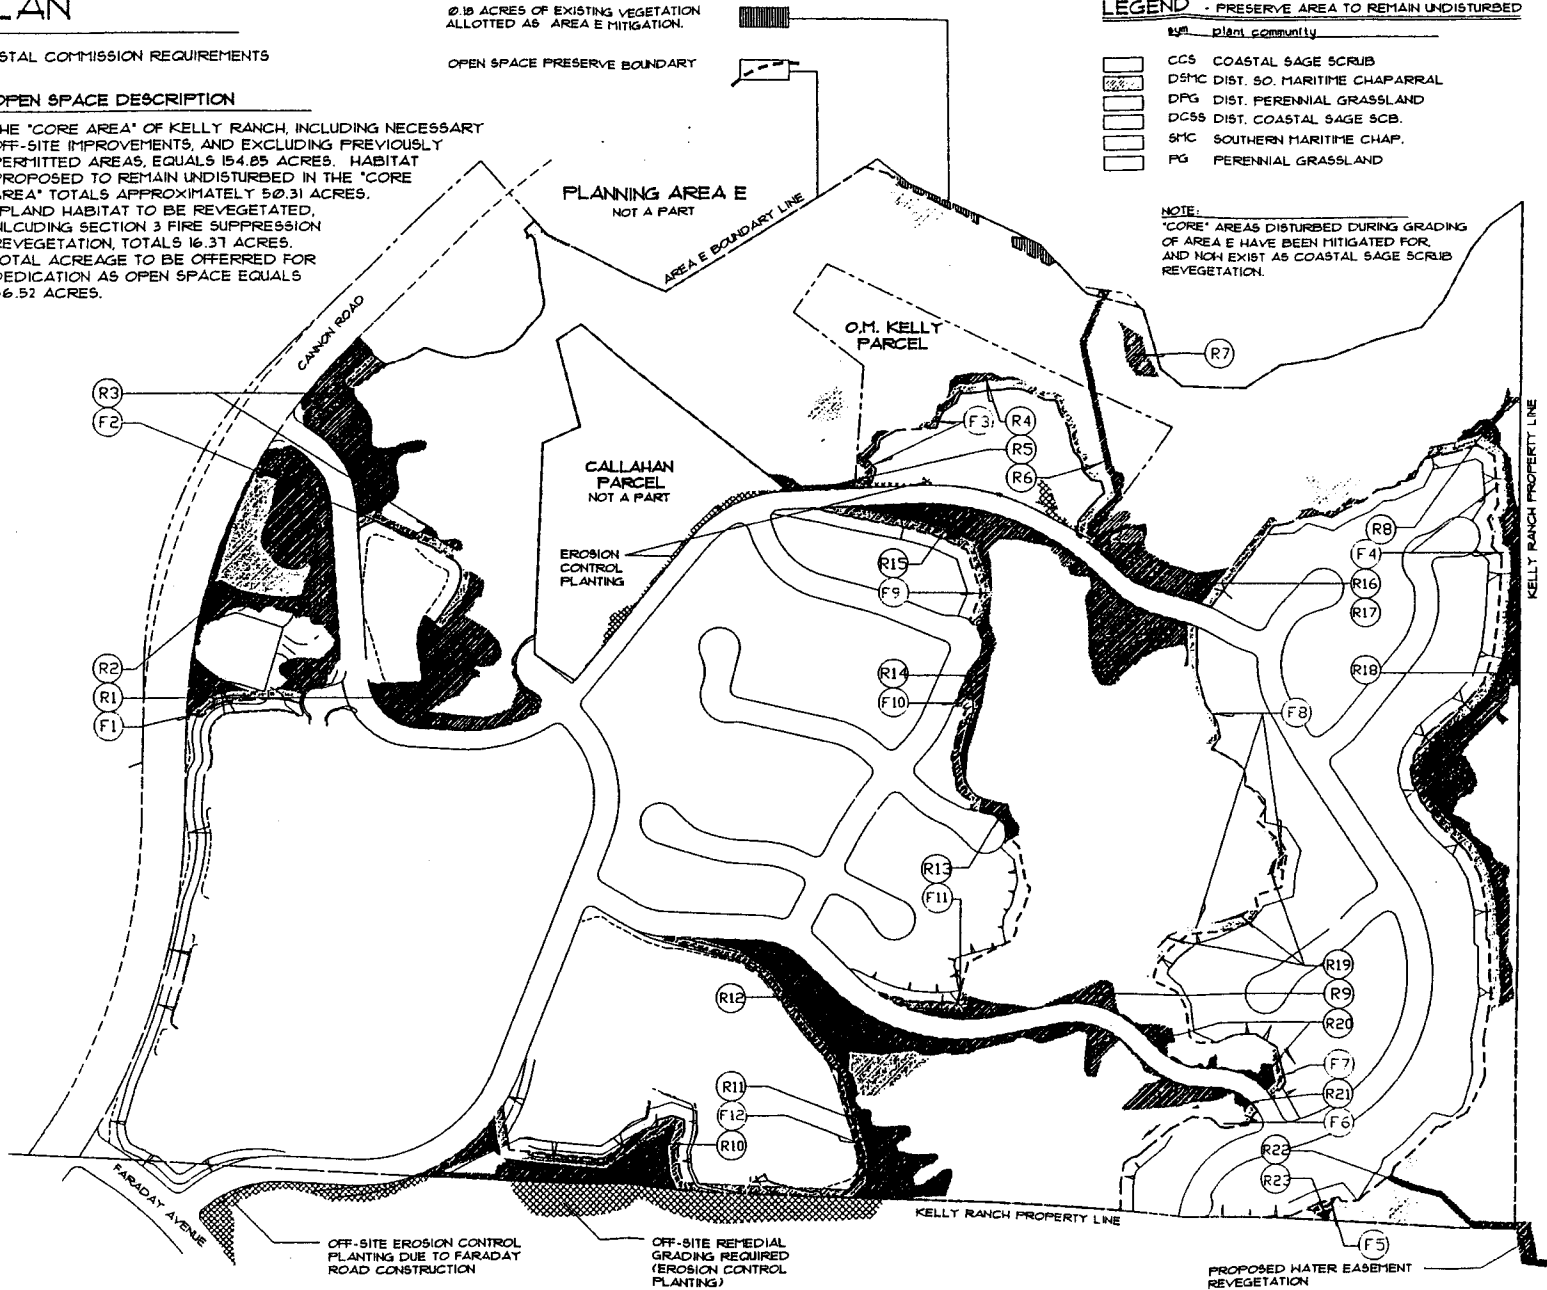 LAN
STAL COMMISSION REQUIREMENTS
OPEN SPACE DESCRIPTION
HE "CORE AREA" OF KELLY RANCH, INCLUDING NECESSARY
OFF-SITE IMPROVEMENTS, AND EXCLUDING PREVIOUSLY
PERMITTED AREAS, EQUALS 154.85 ACRES. HABITAT
PROPOSED TO REMAIN UNDISTURBED IN THE "CORE
AREA" TOTALS APPROXIMATELY 50.31 ACRES.
PLAND HABITAT TO BE REVEGETATED,
NLCUDING SECTION 3 FIRE SUPPRESSION
REVEGETATION, TOTALS 16.37 ACRES.
OTAL ACREAGE TO BE OFFERRED FOR
DEDICATION AS OPEN SPACE EQUALS
6.52 ACRES.
0.18 ACRES OF EXISTING VEGETATION
ALLOTTED AS AREA E MITIGATION.
OPEN SPACE PRESERVE BOUNDARY
LEGEND - PRESERVE AREA TO REMAIN UNDISTURBED
sym plant community
CCS COASTAL SAGE SCRUB
DSMC DIST. SO. MARITIME CHAPARRAL
DPG DIST. PERENNIAL GRASSLAND
DCSS DIST. COASTAL SAGE SCB.
SMC SOUTHERN MARITIME CHAP.
PG PERENNIAL GRASSLAND
NOTE:
"CORE" AREAS DISTURBED DURING GRADING
OF AREA E HAVE BEEN MITIGATED FOR,
AND NOW EXIST AS COASTAL SAGE SCRUB
REVEGETATION.
PLANNING AREA E
NOT A PART
AREA E BOUNDARY LINE
CANNON ROAD
O.M. KELLY
PARCEL
R7
R3
F2
F3
R4
R5
R6
CALLAHAN
PARCEL
NOT A PART
KELLY RANCH PROPERTY LINE
EROSION
CONTROL
PLANTING
R15
F9
R8
F4
R16
R17
R2
R1
F1
R14
F10
R18
F8
R13
F11
R12
R19
R9
R20
F7
R21
F6
R11
F12
R10
R22
R23
F5
FARADAY AVENUE
KELLY RANCH PROPERTY LINE
OFF-SITE EROSION CONTROL
PLANTING DUE TO FARADAY
ROAD CONSTRUCTION
OFF-SITE REMEDIAL
GRADING REQUIRED
(EROSION CONTROL
PLANTING)
PROPOSED WATER EASEMENT
REVEGETATION